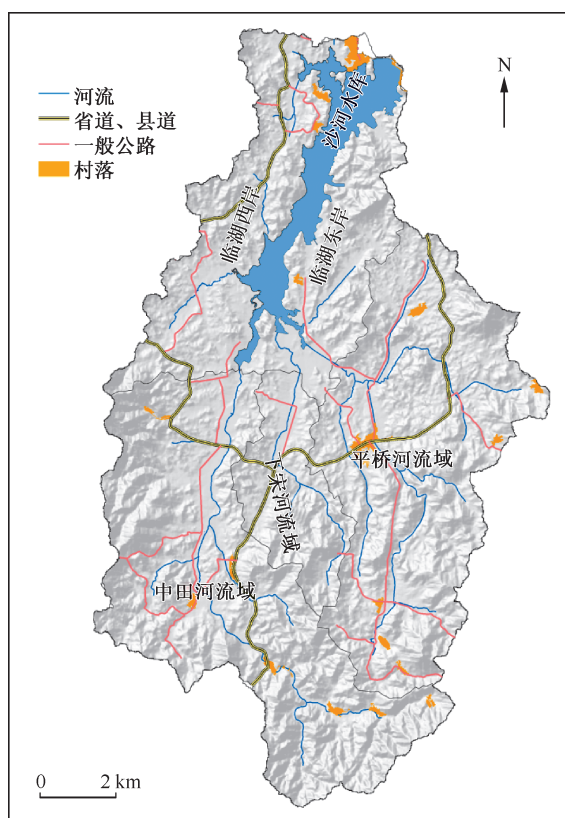 N
河流
省道、县道
一般公路
村落
沙河水库
临湖西岸
临湖东岸
平桥河流域
下宋河流域
中田河流域
0 2 km